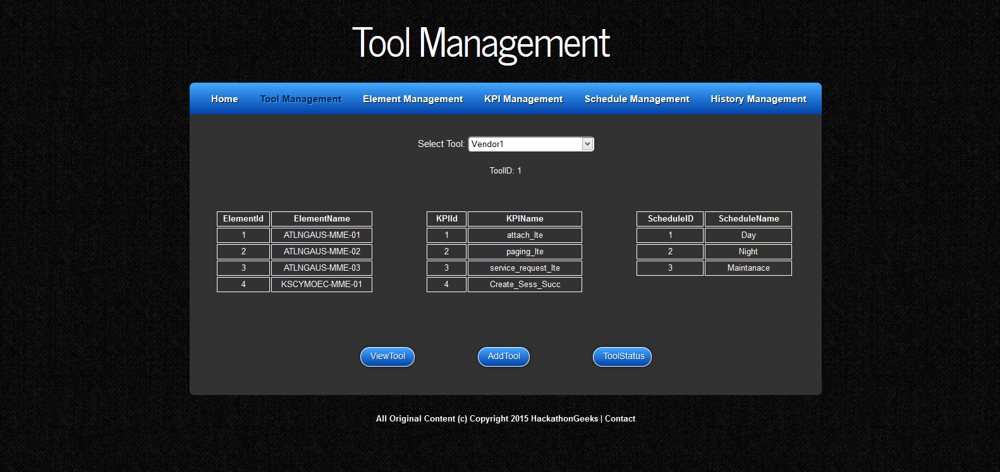 Tool Management
Home Tool Management Element Management KPI Management Schedule Management History Management
Select Tool: Vendor1
ToolID: 1
ElementId ElementName KPIId KPIName ScheduleID ScheduleName
1 ATLNGAUS-MME-01 1 attach_lte 1 Day
2 ATLNGAUS-MME-02 2 paging_lte 2 Night
3 ATLNGAUS-MME-03 3 service_request_lte 3 Maintanace
4 KSCYMOEC-MME-01 4 Create_Sess_Succ
ViewTool AddTool ToolStatus
All Original Content (c) Copyright 2015 HackathonGeeks | Contact